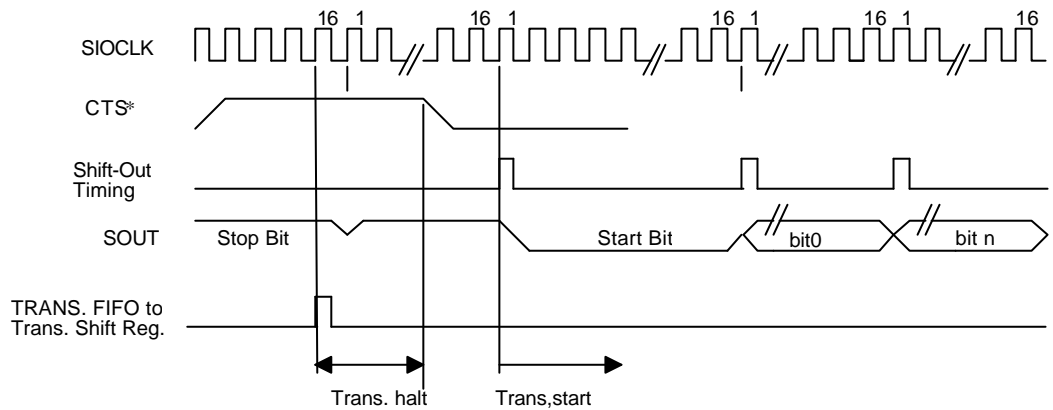 16 1 16 1 16 1 16 1 16
SIOCLK
CTS*
Shift-Out
Timing
SOUT Stop Bit Start Bit bit0 bit n
TRANS. FIFO to
Trans. Shift Reg.
Trans. halt Trans,start